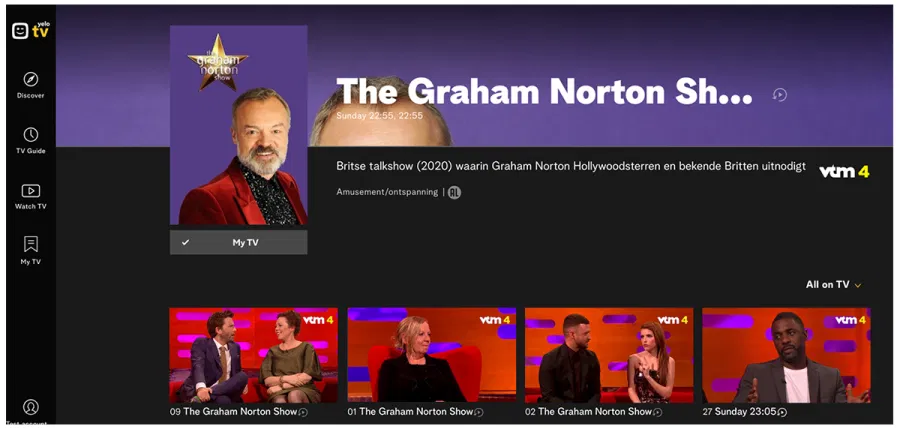 yelo
tv
Discover
TV Guide
Watch TV
My TV
Test account
the
graham
norton
show
The Graham Norton Sh...
Sunday 22:55, 22:55
Britse talkshow (2020) waarin Graham Norton Hollywoodsterren en bekende Britten uitnodigt
vtm 4
Amusement/ontspanning | AL
My TV
All on TV
vtm 4
vtm 4
vtm 4
vtm 4
09 The Graham Norton Show
01 The Graham Norton Show
02 The Graham Norton Show
27 Sunday 23:05